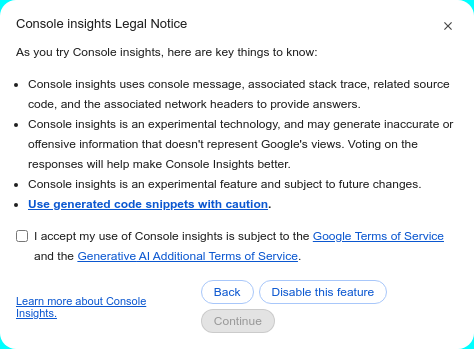 Console insights Legal Notice
As you try Console insights, here are key things to know:
Console insights uses console message, associated stack trace, related source
code, and the associated network headers to provide answers.
Console insights is an experimental technology, and may generate inaccurate or
offensive information that doesn't represent Google's views. Voting on the
responses will help make Console Insights better.
Console insights is an experimental feature and subject to future changes.
Use generated code snippets with caution.
I accept my use of Console insights is subject to the Google Terms of Service
and the Generative AI Additional Terms of Service.
Learn more about Console
Insights.
Back
Disable this feature
Continue